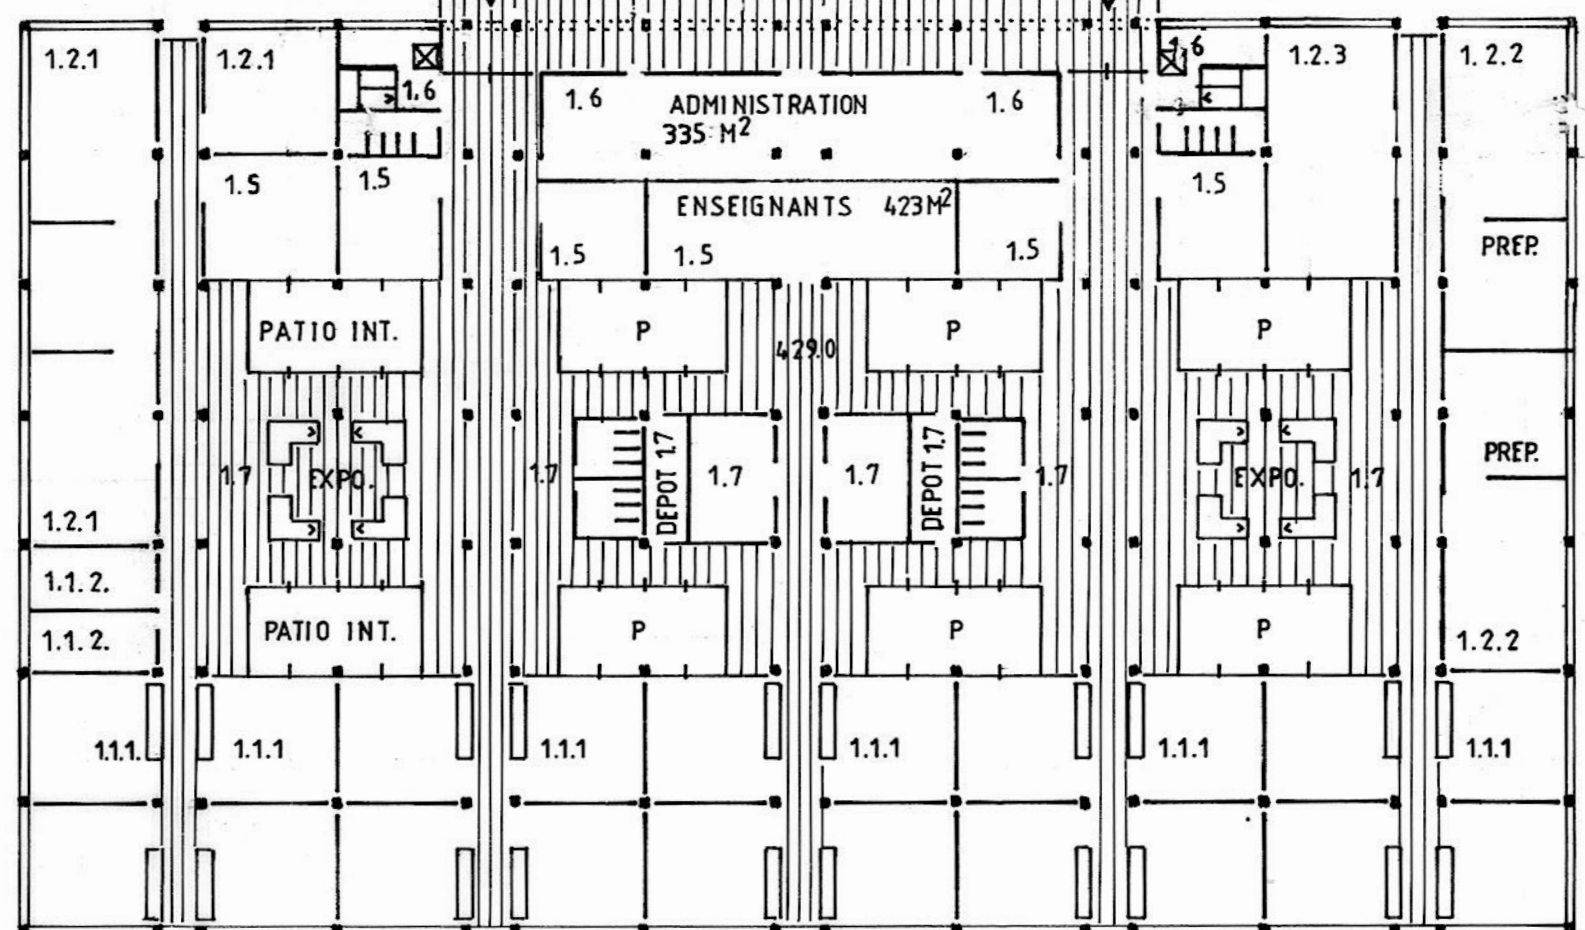 1.2.1
1.2.1
1.6
1.6
ADMINISTRATION
335 M²
1.6
1.6
1.2.3
1.2.2
1.5
1.5
ENSEIGNANTS 423M²
1.5
1.5
1.5
1.5
PREP.
PATIO INT.
P
429.0
P
P
1.7
EXPO.
1.7
DEPOT 1.7
1.7
1.7
DEPOT 1.7
1.7
EXPO.
1.7
PREP.
1.2.1
1.1.2.
1.1.2.
PATIO INT.
P
P
P
1.2.2
1.1.1.
1.1.1
1.1.1
1.1.1
1.1.1
1.1.1